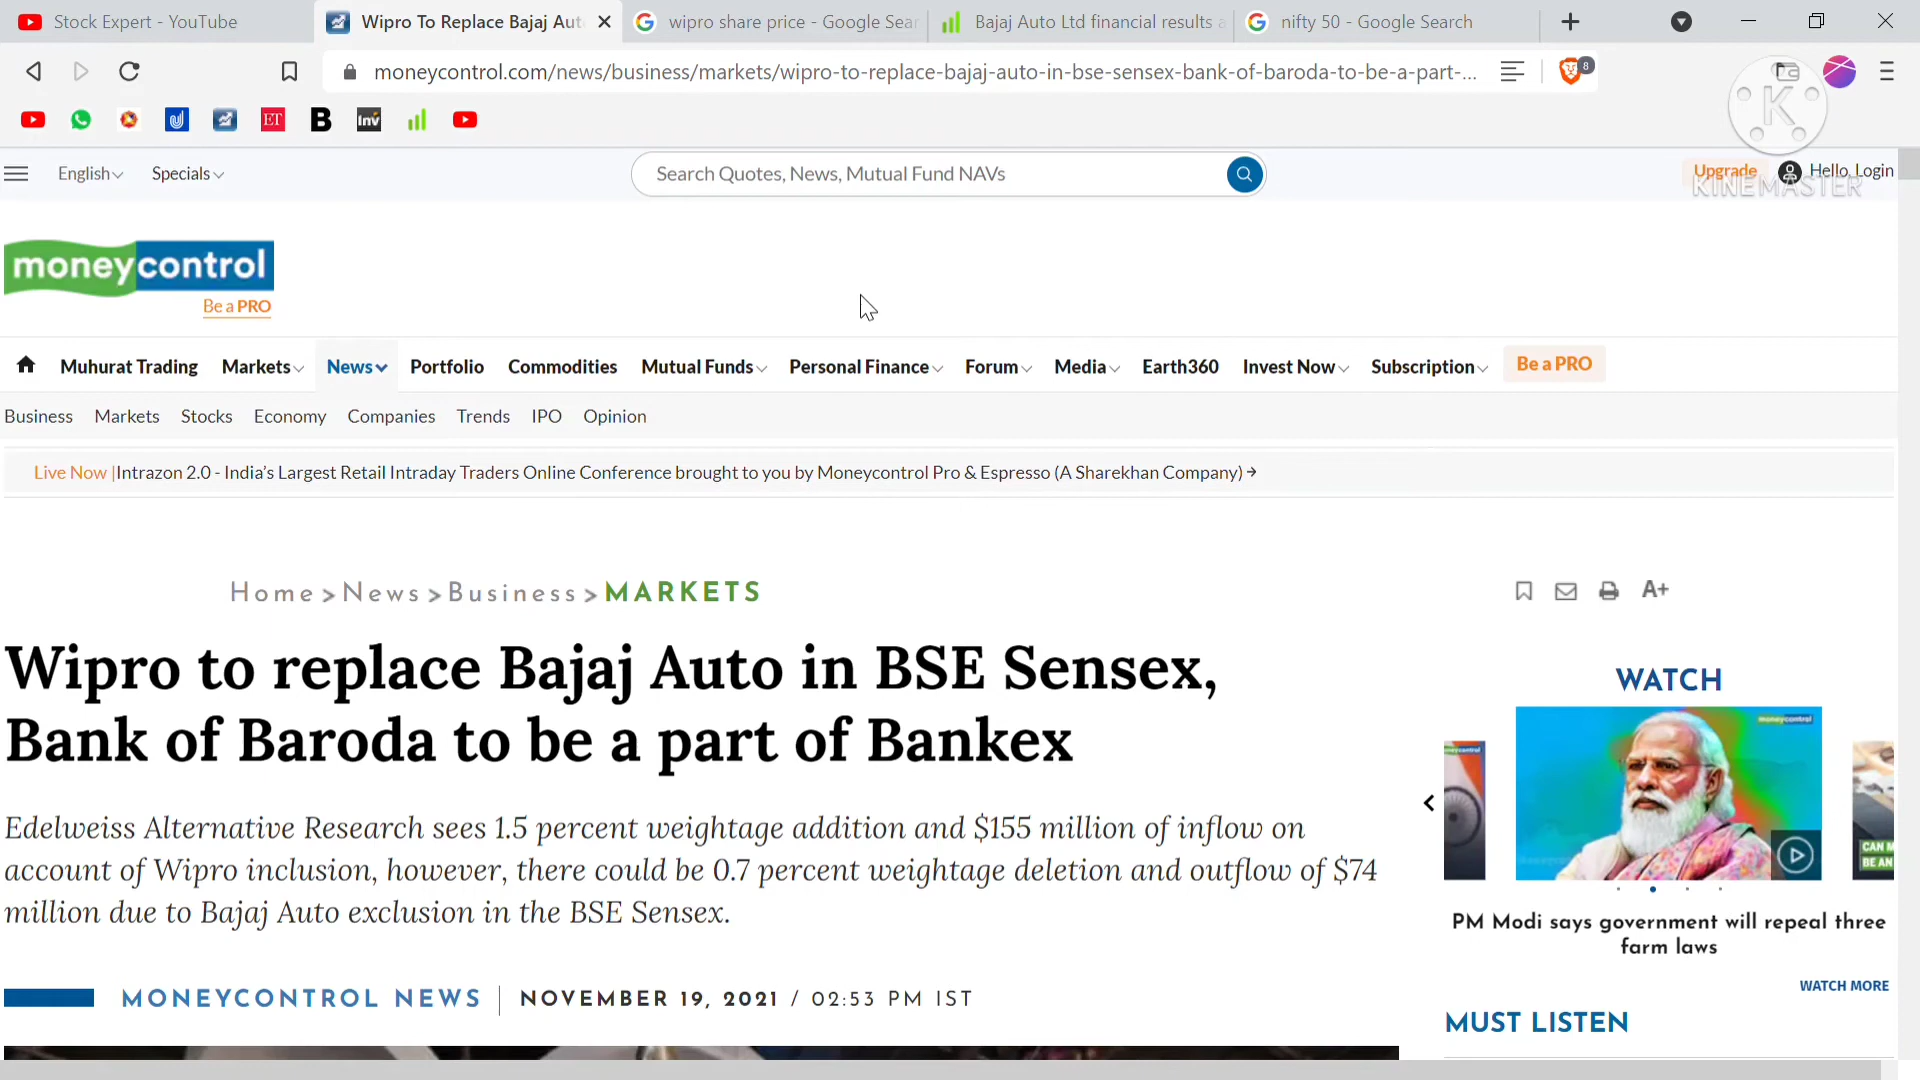 Stock Expert - YouTube
Wipro To Replace Bajaj Aut
wipro share price - Google Sear
Bajaj Auto Ltd financial results a
nifty 50 - Google Search
moneycontrol.com/news/business/markets/wipro-to-replace-bajaj-auto-in-bse-sensex-bank-of-baroda-to-be-a-part-...
8
K
ET
B
Inv
English
Specials
Search Quotes, News, Mutual Fund NAVs
Upgrade
Hello, Login
KINEMASTER
moneycontrol
Be a PRO
Muhurat Trading Markets News Portfolio Commodities Mutual Funds Personal Finance Forum Media Earth360 Invest Now Subscription Be a PRO
Business Markets Stocks Economy Companies Trends IPO Opinion
Live Now |Intrazon 2.0 - India’s Largest Retail Intraday Traders Online Conference brought to you by Moneycontrol Pro & Espresso (A Sharekhan Company)
Home > News > Business > MARKETS
A+
Wipro to replace Bajaj Auto in BSE Sensex,
Bank of Baroda to be a part of Bankex
Edelweiss Alternative Research sees 1.5 percent weightage addition and $155 million of inflow on
account of Wipro inclusion, however, there could be 0.7 percent weightage deletion and outflow of $74
million due to Bajaj Auto exclusion in the BSE Sensex.
MONEYCONTROL NEWS | NOVEMBER 19, 2021 / 02:53 PM IST
WATCH
moneycontrol
CAN M
BE AN
PM Modi says government will repeal three
farm laws
WATCH MORE
MUST LISTEN